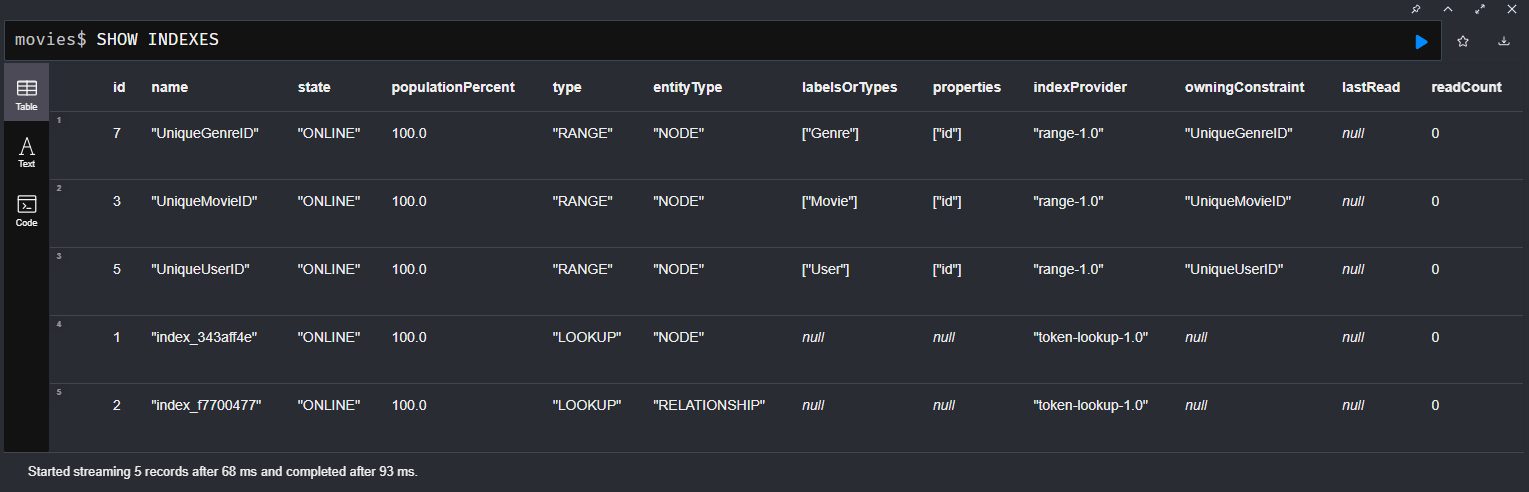 movies$ SHOW INDEXES
Table
Text
Code
id name state populationPercent type entityType labelsOrTypes properties indexProvider owningConstraint lastRead readCount
1
7 "UniqueGenreID" "ONLINE" 100.0 "RANGE" "NODE" ["Genre"] ["id"] "range-1.0" "UniqueGenreID" null 0
2
3 "UniqueMovieID" "ONLINE" 100.0 "RANGE" "NODE" ["Movie"] ["id"] "range-1.0" "UniqueMovieID" null 0
3
5 "UniqueUserID" "ONLINE" 100.0 "RANGE" "NODE" ["User"] ["id"] "range-1.0" "UniqueUserID" null 0
4
1 "index_343aff4e" "ONLINE" 100.0 "LOOKUP" "NODE" null null "token-lookup-1.0" null null 0
5
2 "index_f7700477" "ONLINE" 100.0 "LOOKUP" "RELATIONSHIP" null null "token-lookup-1.0" null null 0
Started streaming 5 records after 68 ms and completed after 93 ms.